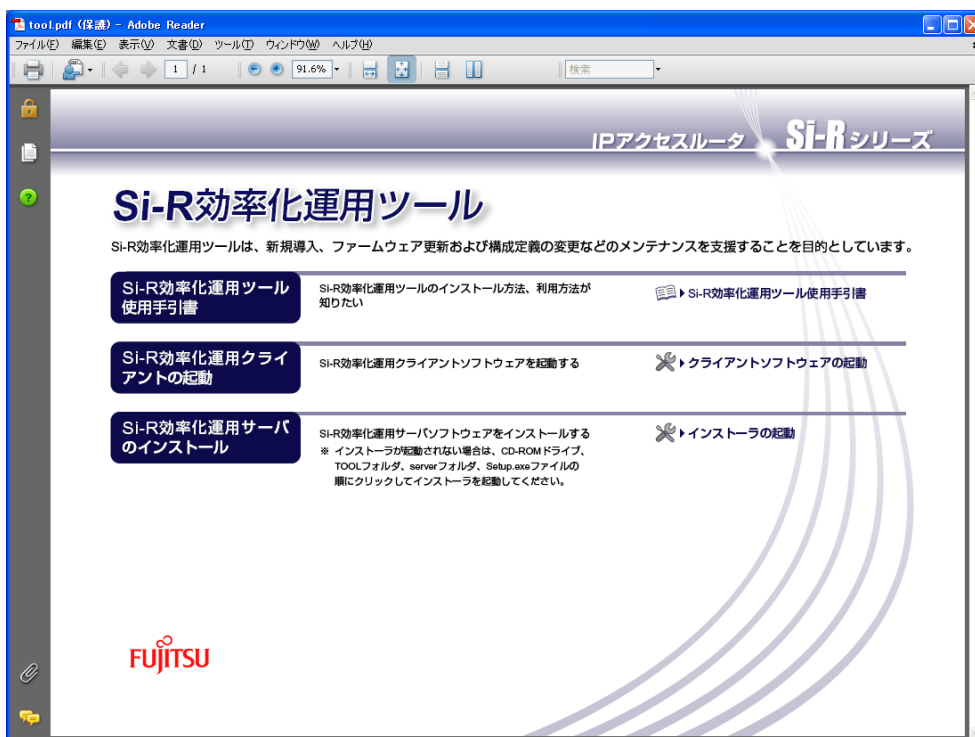 tool.pdf (保護) - Adobe Reader
ファイル(F) 編集(E) 表示(V) 文書(D) ツール(T) ウィンドウ(W) ヘルプ(H)
1 / 1 91.6% 検索
IPアクセスルータ Si-Rシリーズ
Si-R効率化運用ツール
Si-R効率化運用ツールは、新規導入、ファームウェア更新および構成定義の変更などのメンテナンスを支援することを目的としています。
Si-R効率化運用ツール
使用手引書
Si-R効率化運用ツールのインストール方法、利用方法が
知りたい
Si-R効率化運用ツール使用手引書
Si-R効率化運用クライ
アントの起動
Si-R効率化運用クライアントソフトウェアを起動する
クライアントソフトウェアの起動
Si-R効率化運用サーバ
のインストール
Si-R効率化運用サーバソフトウェアをインストールする
※ インストーラが起動されない場合は、CD-ROMドライブ、
TOOLフォルダ、serverフォルダ、Setup.exeファイルの
順にクリックしてインストーラを起動してください。
インストーラの起動
FUJITSU